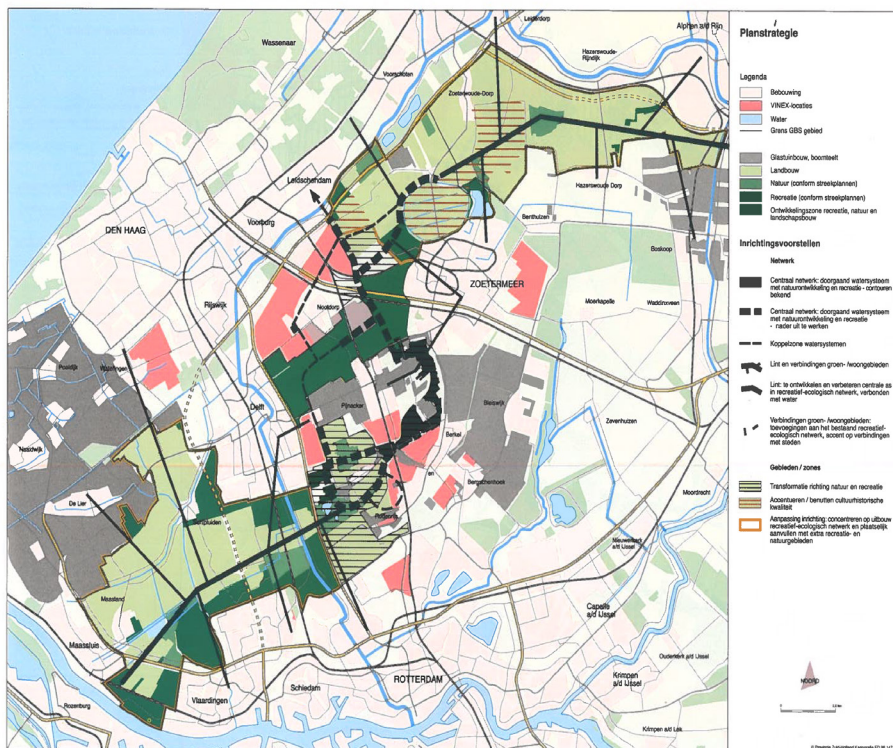 Planstrategie
Legenda
Bebouwing
VINEX-locaties
Water
Grens GBS gebied
Glastuinbouw, boomteelt
Landbouw
Natuur (conform streekplannen)
Recreatie (conform streekplannen)
Ontwikkelingszone recreatie, natuur en
landschapsbouw
Inrichtingsvoorstellen
Netwerk
Centraal netwerk: doorgaand watersysteem
met natuurontwikkeling en recreatie - contouren
bekend
Centraal netwerk: doorgaand watersysteem
met natuurontwikkeling en recreatie
- nader uit te werken
Koppelzone watersystemen
Lint en verbindingen groen- /woongebieden
Lint: te ontwikkelen en verbeteren centrale as
in recreatief-ecologisch netwerk, verbonden
met water
Verbindingen groen- /woongebieden:
toevoegingen aan het bestaand recreatief-
ecologisch netwerk, accent op verbindingen
met steden
Gebieden / zones
Transformatie richting natuur en recreatie
Accentueren / benutten cultuurhistorische
kwaliteit
Aanpassing inrichting: concentreren op uitbouw
recreatief-ecologisch netwerk en plaatselijk
aanvullen met extra recreatie- en
natuurgebieden
NOORD
0
Leiderdorp
Alphen a/d Rijn
Wassenaar
Hazerswoude-
Rijndijk
Voorschoten
Zoeterwoude-Dorp
Leidschendam
Hazerswoude Dorp
Voorburg
Benthuizen
DEN HAAG
Boskoop
ZOETERMEER
Rijswijk
Nootdorp
Moerkapelle
Waddinxveen
Poeldijk
Wateringen
Delft
Pijnacker
Bleiswijk
Naaldwijk
Berkel
en
Zevenhuizen
Bergschenhoek
De Lier
Moordrecht
Schipluiden
Rodenrijs
Nieuwerkerk
a/d IJssel
Maasland
Capelle
a/d IJssel
Maassluis
Ouderkerk a/d IJssel
ROTTERDAM
Krimpen
a/d IJssel
Schiedam
Vlaardingen
Rozenburg
Krimpen a/d Lek